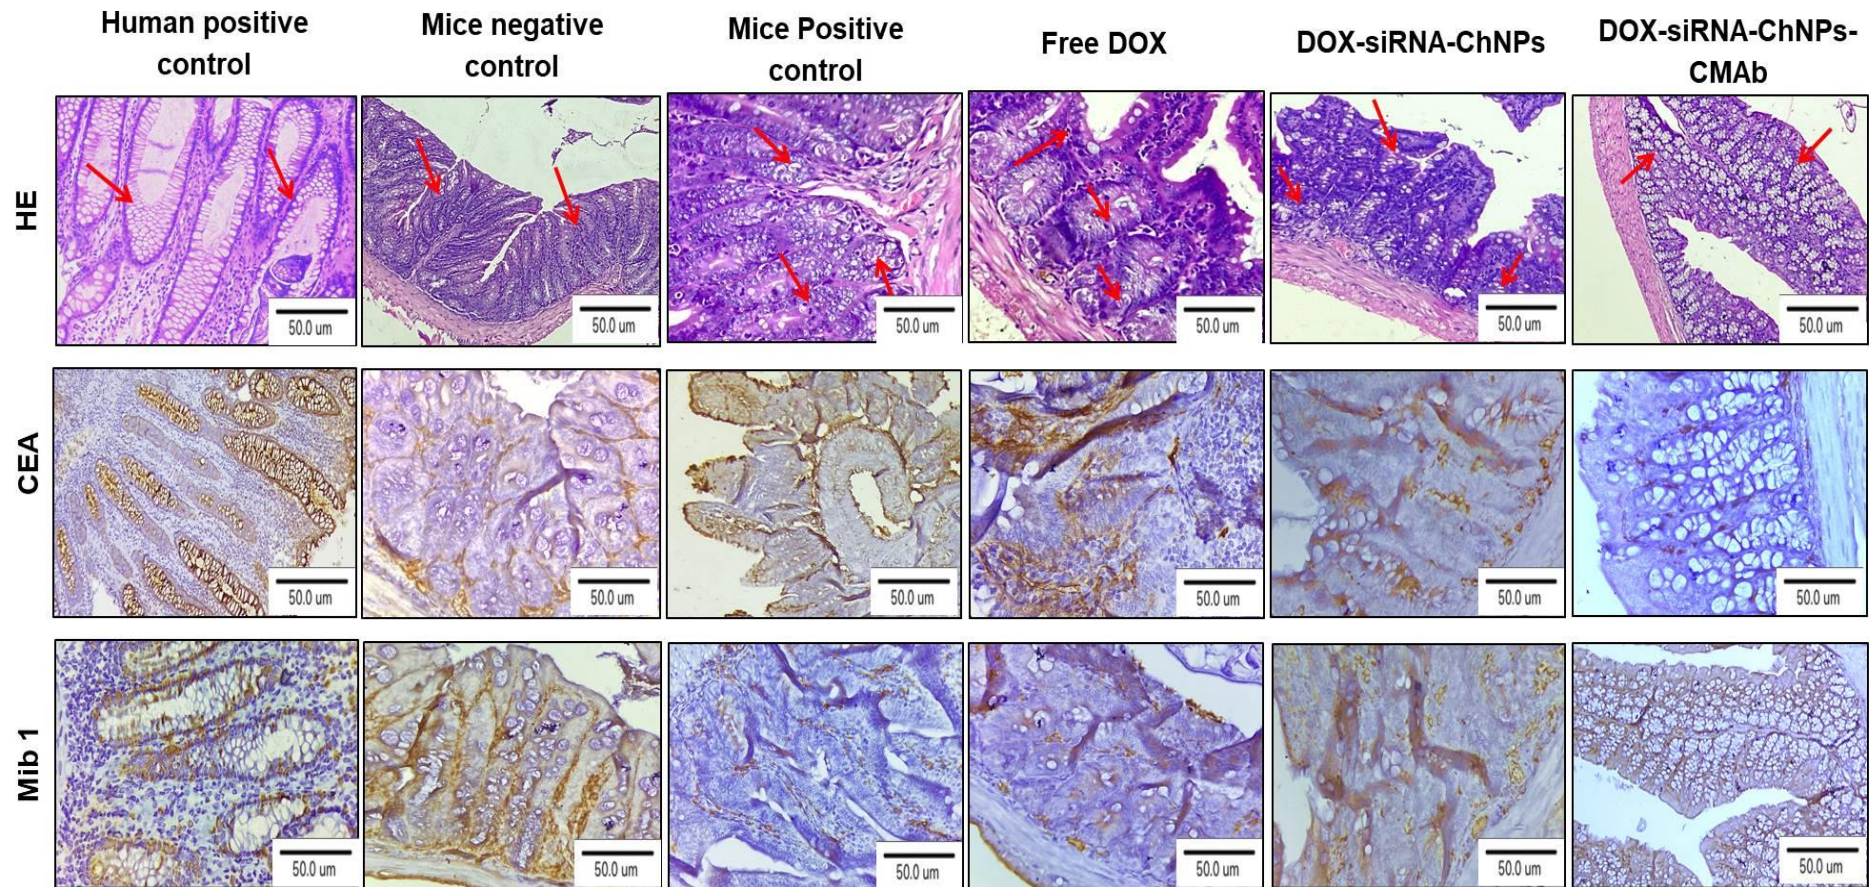 Human positive
control
Mice negative
control
Mice Positive
control
Free DOX
DOX-siRNA-ChNPs
DOX-siRNA-ChNPs-
CMAb
HE
50.0 um
50.0 um
50.0 um
50.0 um
50.0 um
50.0 um
CEA
50.0 um
50.0 um
50.0 um
50.0 um
50.0 um
50.0 um
Mib 1
50.0 um
50.0 um
50.0 um
50.0 um
50.0 um
50.0 um